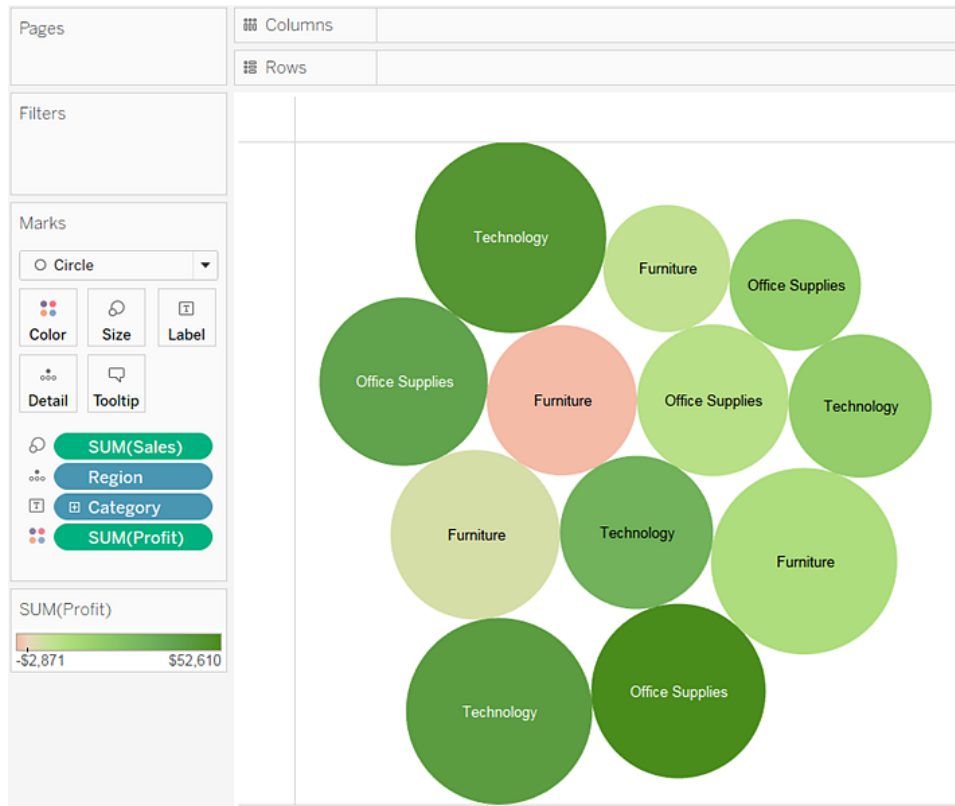 Pages
Columns
Rows
Filters
Marks
Circle
Color
Size
Label
Detail
Tooltip
SUM(Sales)
Region
Category
SUM(Profit)
SUM(Profit)
-$2,871
$52,610
Technology
Furniture
Office Supplies
Office Supplies
Furniture
Office Supplies
Technology
Furniture
Technology
Furniture
Technology
Office Supplies